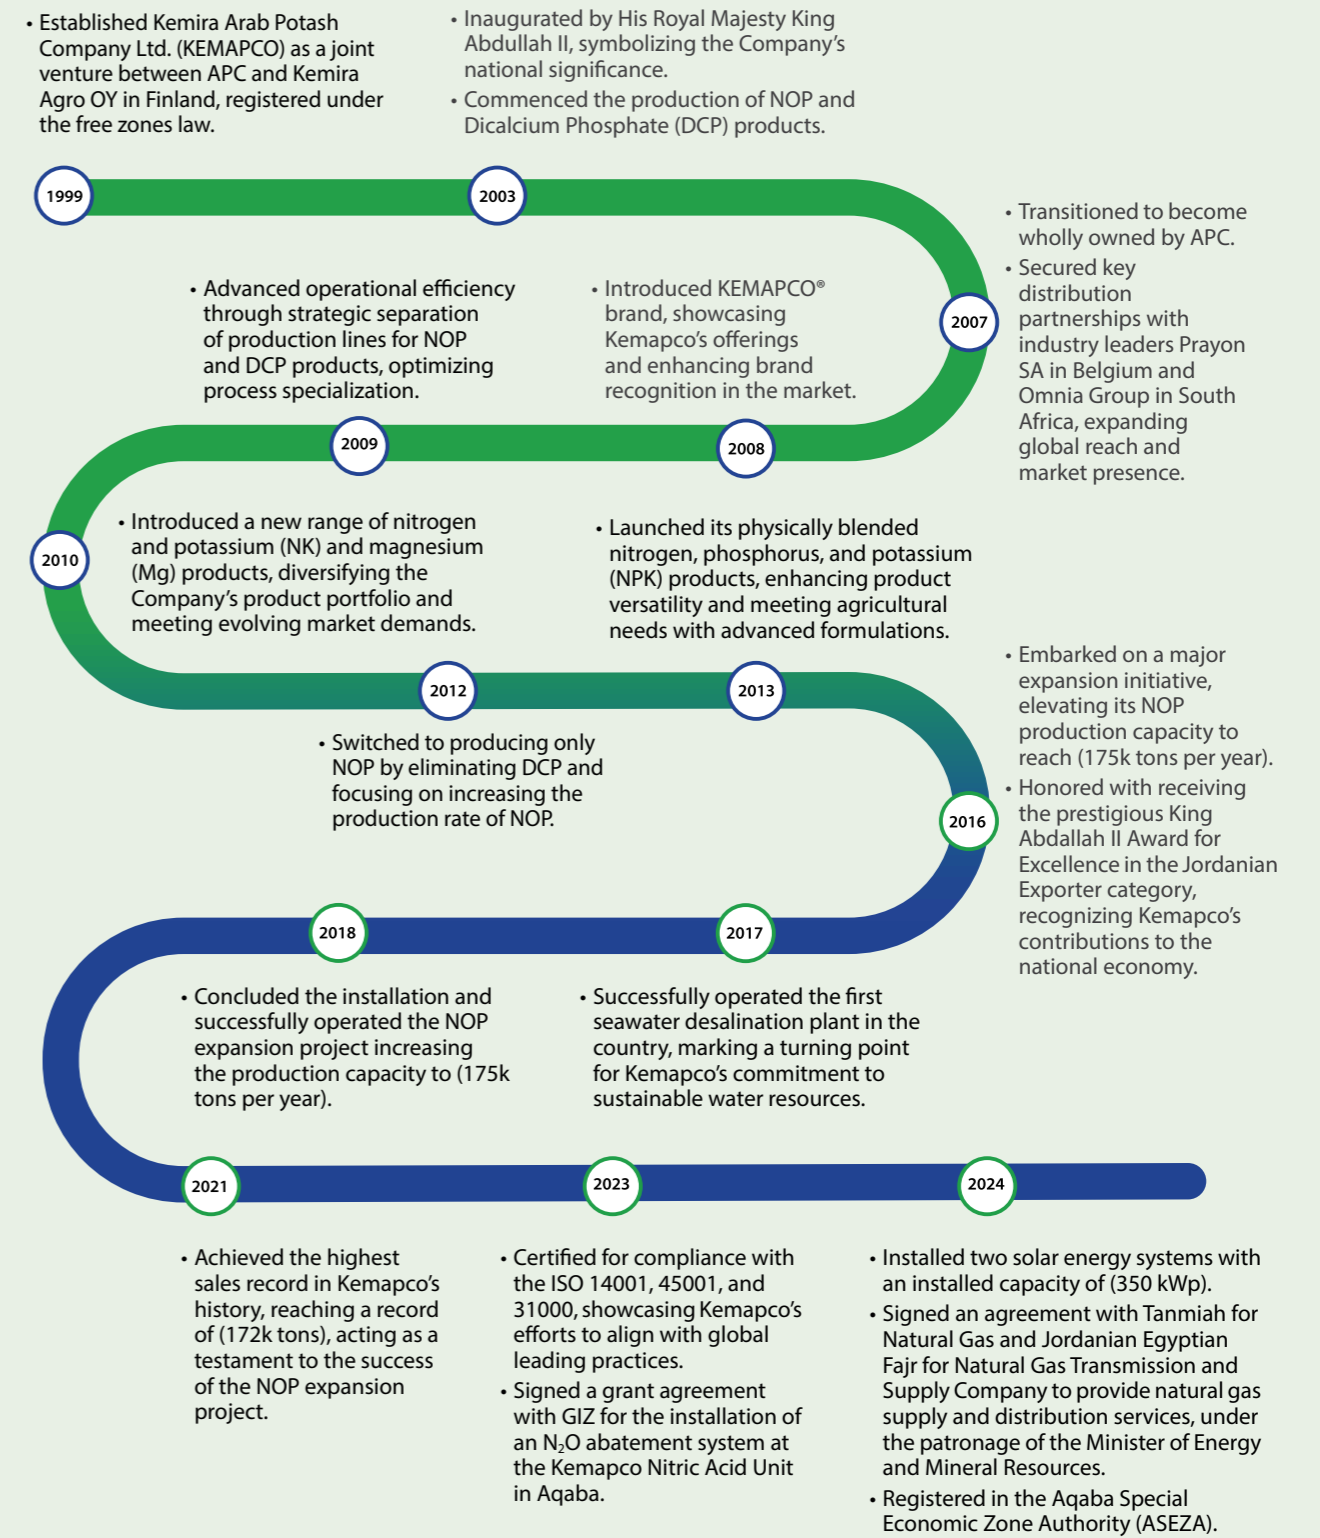 • Established Kemira Arab Potash
Company Ltd. (KEMAPCO) as a joint
venture between APC and Kemira
Agro OY in Finland, registered under
the free zones law.
• Inaugurated by His Royal Majesty King
Abdullah II, symbolizing the Company’s
national significance.
• Commenced the production of NOP and
Dicalcium Phosphate (DCP) products.
1999
2003
• Transitioned to become
wholly owned by APC.
• Secured key
distribution
partnerships with
industry leaders Prayon
SA in Belgium and
Omnia Group in South
Africa, expanding
global reach and
market presence.
2007
• Introduced KEMAPCO®
brand, showcasing
Kemapco’s offerings
and enhancing brand
recognition in the market.
2008
• Advanced operational efficiency
through strategic separation
of production lines for NOP
and DCP products, optimizing
process specialization.
2009
2010
• Introduced a new range of nitrogen
and potassium (NK) and magnesium
(Mg) products, diversifying the
Company’s product portfolio and
meeting evolving market demands.
2012
• Switched to producing only
NOP by eliminating DCP and
focusing on increasing the
production rate of NOP.
• Launched its physically blended
nitrogen, phosphorus, and potassium
(NPK) products, enhancing product
versatility and meeting agricultural
needs with advanced formulations.
2013
2016
• Embarked on a major
expansion initiative,
elevating its NOP
production capacity to
reach (175k tons per year).
• Honored with receiving
the prestigious King
Abdallah II Award for
Excellence in the Jordanian
Exporter category,
recognizing Kemapco’s
contributions to the
national economy.
2017
• Successfully operated the first
seawater desalination plant in the
country, marking a turning point
for Kemapco’s commitment to
sustainable water resources.
2018
• Concluded the installation and
successfully operated the NOP
expansion project increasing
the production capacity to (175k
tons per year).
2021
• Achieved the highest
sales record in Kemapco’s
history, reaching a record
of (172k tons), acting as a
testament to the success
of the NOP expansion
project.
2023
• Certified for compliance with
the ISO 14001, 45001, and
31000, showcasing Kemapco’s
efforts to align with global
leading practices.
• Signed a grant agreement
with GIZ for the installation of
an N₂O abatement system at
the Kemapco Nitric Acid Unit
in Aqaba.
2024
• Installed two solar energy systems with
an installed capacity of (350 kWp).
• Signed an agreement with Tanmiah for
Natural Gas and Jordanian Egyptian
Fajr for Natural Gas Transmission and
Supply Company to provide natural gas
supply and distribution services, under
the patronage of the Minister of Energy
and Mineral Resources.
• Registered in the Aqaba Special
Economic Zone Authority (ASEZA).